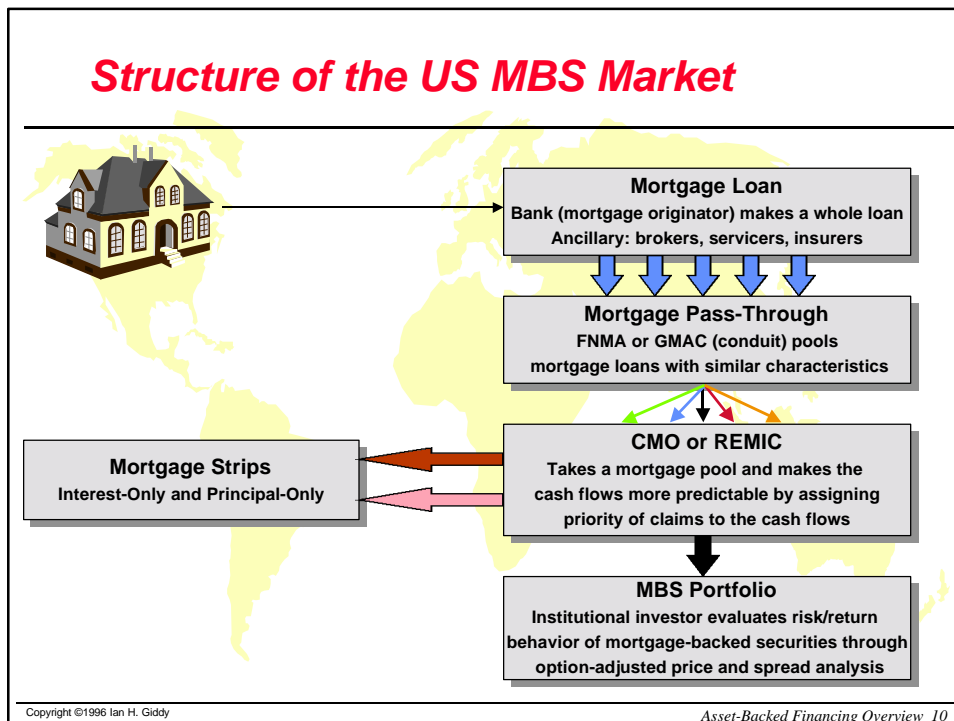 Structure of the US MBS Market
Mortgage Loan
Bank (mortgage originator) makes a whole loan
Ancillary: brokers, servicers, insurers
Mortgage Pass-Through
FNMA or GMAC (conduit) pools
mortgage loans with similar characteristics
CMO or REMIC
Takes a mortgage pool and makes the
cash flows more predictable by assigning
priority of claims to the cash flows
Mortgage Strips
Interest-Only and Principal-Only
MBS Portfolio
Institutional investor evaluates risk/return
behavior of mortgage-backed securities through
option-adjusted price and spread analysis
Copyright ©1996 Ian H. Giddy
Asset-Backed Financing Overview 10